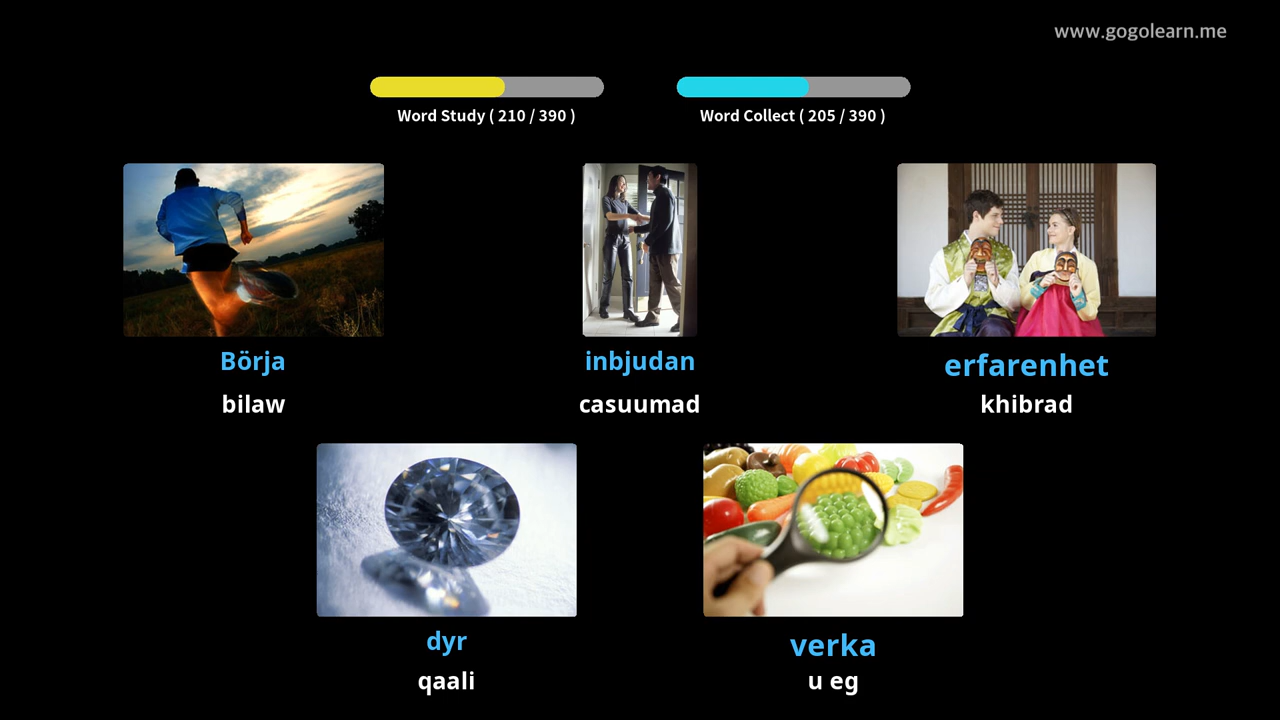 www.gogolearn.me
Word Study ( 210 / 390 )
Word Collect ( 205 / 390 )
Börja
bilaw
inbjudan
casuumad
erfarenhet
khibrad
dyr
qaali
verka
u eg